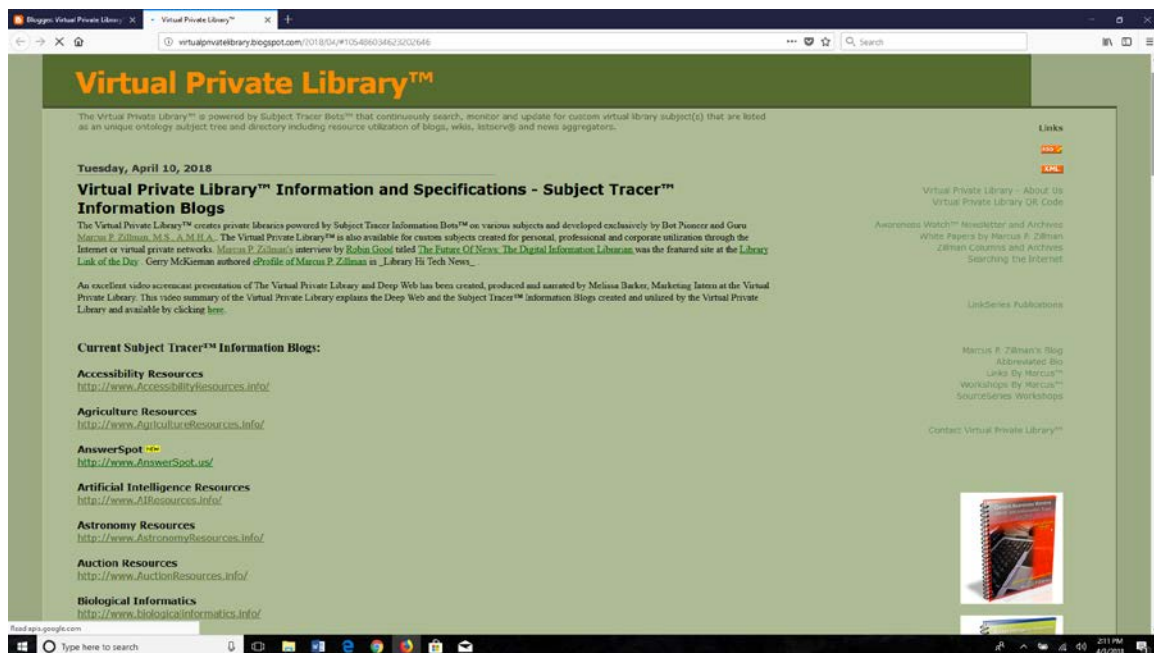 Blogger: Virtual Private Library
Virtual Private Library™
virtualprivatelibrary.blogspot.com/2018/04/#105486034623202646
Search
Virtual Private Library™
The Virtual Private Library™ is powered by Subject Tracer Bots™ that continuously search, monitor and update for custom virtual library subject(s) that are listed
as an unique ontology subject tree and directory including resource utilization of blogs, wikis, listserv® and news aggregators.
Links
RSS
XML
Tuesday, April 10, 2018
Virtual Private Library™ Information and Specifications - Subject Tracer™
Information Blogs
The Virtual Private Library™ creates private libraries powered by Subject Tracer Information Bots™ on various subjects and developed exclusively by Bot Pioneer and Guru
Marcus P. Zillman, M.S., A.M.H.A.. The Virtual Private Library™ is also available for custom subjects created for personal, professional and corporate utilization through the
Internet or virtual private networks. Marcus P. Zillman's interview by Robin Good titled The Future Of News: The Digital Information Librarian was the featured site at the Library
Link of the Day. Gerry McKiernan authored eProfile of Marcus P. Zillman in _Library Hi Tech News_.
An excellent video screencast presentation of The Virtual Private Library and Deep Web has been created, produced and narrated by Melissa Barker, Marketing Intern at the Virtual
Private Library. This video summary of the Virtual Private Library explains the Deep Web and the Subject Tracer™ Information Blogs created and utilized by the Virtual Private
Library and available by clicking here.
Current Subject Tracer™ Information Blogs:
Accessibility Resources
http://www.AccessibilityResources.info/
Agriculture Resources
http://www.AgricultureResources.info/
AnswerSpot NEW
http://www.AnswerSpot.us/
Artificial Intelligence Resources
http://www.AIResources.info/
Astronomy Resources
http://www.AstronomyResources.info/
Auction Resources
http://www.AuctionResources.info/
Biological Informatics
http://www.biologicalinformatics.info/
Virtual Private Library - About Us
Virtual Private Library QR Code
Awareness Watch™ Newsletter and Archives
White Papers by Marcus P. Zillman
Zillman Columns and Archives
Searching the Internet
LinkSeries Publications
Marcus P. Zillman's Blog
Abbreviated Bio
Links By Marcus™
Workshops By Marcus™
SourceSeries Workshops
Contact Virtual Private Library™
Read apis.google.com
Type here to search
2:11 PM